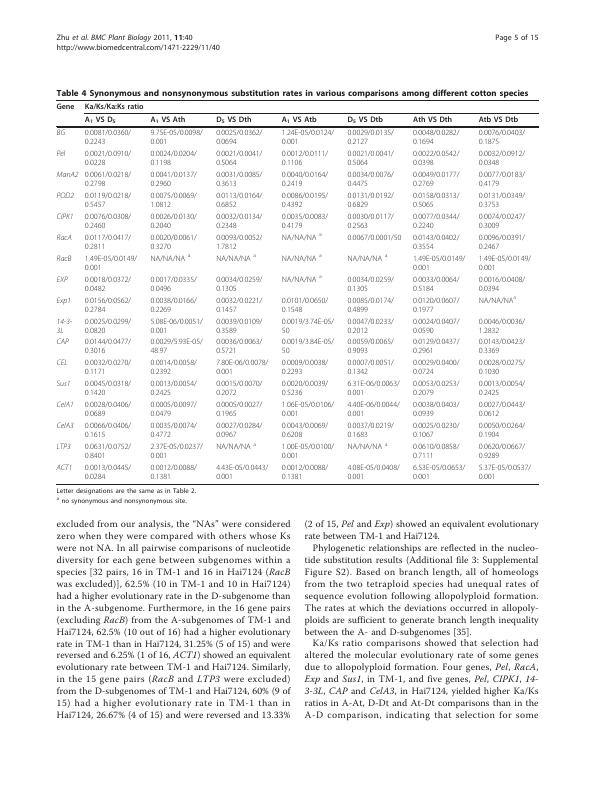 Zhu et al. BMC Plant Biology 2011, 11:40
http://www.biomedcentral.com/1471-2229/11/40
Page 5 of 15
Table 4 Synonymous and nonsynonymous substitution rates in various comparisons among different cotton species
Gene Ka/Ks/Ka:Ks ratio
A1 VS D5 A1 VS Ath D5 VS Dth A1 VS Atb D5 VS Dtb Ath VS Dth Atb VS Dtb
BG 0.0081/0.0360/ 9.75E-05/0.0098/ 0.0025/0.0362/ 1.24E-05/0.0124/ 0.0029/0.0135/ 0.0048/0.0282/ 0.0076/0.0403/
0.2243 0.001 0.0694 0.001 0.2127 0.1694 0.1875
Pel 0.0021/0.0910/ 0.0024/0.0204/ 0.0021/0.0041/ 0.0012/0.0111/ 0.0021/0.0041/ 0.0022/0.0542/ 0.0032/0.0912/
0.0228 0.1198 0.5064 0.1106 0.5064 0.0398 0.0348
ManA2 0.0061/0.0218/ 0.0041/0.0137/ 0.0031/0.0085/ 0.0040/0.0164/ 0.0034/0.0076/ 0.0049/0.0177/ 0.0077/0.0183/
0.2798 0.2960 0.3613 0.2419 0.4475 0.2769 0.4179
POD2 0.0119/0.0218/ 0.0075/0.0069/ 0.0113/0.0164/ 0.0086/0.0195/ 0.0131/0.0192/ 0.0158/0.0313/ 0.0131/0.0349/
0.5457 1.0812 0.6852 0.4392 0.6829 0.5065 0.3753
CIPK1 0.0076/0.0308/ 0.0026/0.0130/ 0.0032/0.0134/ 0.0035/0.0083/ 0.0030/0.0117/ 0.0077/0.0344/ 0.0074/0.0247/
0.2460 0.2040 0.2348 0.4179 0.2563 0.2240 0.3009
RacA 0.0117/0.0417/ 0.0020/0.0061/ 0.0093/0.0052/ NA/NA/NA a 0.0067/0.0001/50 0.0143/0.0402/ 0.0096/0.0391/
0.2811 0.3270 1.7812 0.3554 0.2467
RacB 1.49E-05/0.0149/ NA/NA/NA a NA/NA/NA a NA/NA/NA a NA/NA/NA a 1.49E-05/0.0149/ 1.49E-05/0.0149/
0.001 0.001 0.001
EXP 0.0018/0.0372/ 0.0017/0.0335/ 0.0034/0.0259/ NA/NA/NA a 0.0034/0.0259/ 0.0033/0.0064/ 0.0016/0.0408/
0.0482 0.0496 0.1305 0.1305 0.5184 0.0394
Exp1 0.0156/0.0562/ 0.0038/0.0166/ 0.0032/0.0221/ 0.0101/0.0650/ 0.0085/0.0174/ 0.0120/0.0607/ NA/NA/NAa
0.2784 0.2269 0.1457 0.1548 0.4899 0.1977
14-3- 0.0025/0.0299/ 5.08E-06/0.0051/ 0.0039/0.0109/ 0.0019/3.74E-05/ 0.0047/0.0233/ 0.0024/0.0407/ 0.0046/0.0036/
3L 0.0820 0.001 0.3589 50 0.2012 0.0590 1.2832
CAP 0.0144/0.0477/ 0.0029/5.93E-05/ 0.0036/0.0063/ 0.0019/3.84E-05/ 0.0059/0.0065/ 0.0129/0.0437/ 0.0143/0.0423/
0.3016 48.97 0.5721 50 0.9093 0.2961 0.3369
CEL 0.0032/0.0270/ 0.0014/0.0058/ 7.80E-06/0.0078/ 0.0009/0.0038/ 0.0007/0.0051/ 0.0029/0.0400/ 0.0028/0.0275/
0.1171 0.2392 0.001 0.2293 0.1342 0.0724 0.1030
Sus1 0.0045/0.0318/ 0.0013/0.0054/ 0.0015/0.0070/ 0.0020/0.0039/ 6.31E-06/0.0063/ 0.0053/0.0253/ 0.0013/0.0054/
0.1420 0.2425 0.2072 0.5236 0.001 0.2079 0.2425
CelA1 0.0028/0.0406/ 0.0005/0.0097/ 0.0005/0.0027/ 1.06E-05/0.0106/ 4.40E-06/0.0044/ 0.0038/0.0403/ 0.0027/0.0443/
0.0689 0.0479 0.1965 0.001 0.001 0.0939 0.0612
CelA3 0.0066/0.0406/ 0.0035/0.0074/ 0.0027/0.0284/ 0.0043/0.0069/ 0.0037/0.0219/ 0.0025/0.0230/ 0.0050/0.0264/
0.1615 0.4772 0.0967 0.6208 0.1683 0.1067 0.1904
LTP3 0.0631/0.0752/ 2.37E-05/0.0237/ NA/NA/NA a 1.00E-05/0.0100/ NA/NA/NA a 0.0610/0.0858/ 0.0620/0.0667/
0.8401 0.001 0.001 0.7111 0.9289
ACT1 0.0013/0.0445/ 0.0012/0.0088/ 4.43E-05/0.0443/ 0.0012/0.0088/ 4.08E-05/0.0408/ 6.53E-05/0.0653/ 5.37E-05/0.0537/
0.0284 0.1381 0.001 0.1381 0.001 0.001 0.001
Letter designations are the same as in Table 2.
a no synonymous and nonsynonymous site.
excluded from our analysis, the “NAs” were considered
zero when they were compared with others whose Ks
were not NA. In all pairwise comparisons of nucleotide
diversity for each gene between subgenomes within a
species [32 pairs, 16 in TM-1 and 16 in Hai7124 (RacB
was excluded)], 62.5% (10 in TM-1 and 10 in Hai7124)
had a higher evolutionary rate in the D-subgenome than
in the A-subgenome. Furthermore, in the 16 gene pairs
(excluding RacB) from the A-subgenomes of TM-1 and
Hai7124, 62.5% (10 out of 16) had a higher evolutionary
rate in TM-1 than in Hai7124, 31.25% (5 of 15) and were
reversed and 6.25% (1 of 16, ACT1) showed an equivalent
evolutionary rate between TM-1 and Hai7124. Similarly,
in the 15 gene pairs (RacB and LTP3 were excluded)
from the D-subgenomes of TM-1 and Hai7124, 60% (9 of
15) had a higher evolutionary rate in TM-1 than in
Hai7124, 26.67% (4 of 15) and were reversed and 13.33%
(2 of 15, Pel and Exp) showed an equivalent evolutionary
rate between TM-1 and Hai7124.
Phylogenetic relationships are reflected in the nucleo-
tide substitution results (Additional file 3: Supplemental
Figure S2). Based on branch length, all of homeologs
from the two tetraploid species had unequal rates of
sequence evolution following allopolyploid formation.
The rates at which the deviations occurred in allopoly-
ploids are sufficient to generate branch length inequality
between the A- and D-subgenomes [35].
Ka/Ks ratio comparisons showed that selection had
altered the molecular evolutionary rate of some genes
due to allopolyploid formation. Four genes, Pel, RacA,
Exp and Sus1, in TM-1, and five genes, Pel, CIPK1, 14-
3-3L, CAP and CelA3, in Hai7124, yielded higher Ka/Ks
ratios in A-At, D-Dt and At-Dt comparisons than in the
A-D comparison, indicating that selection for some